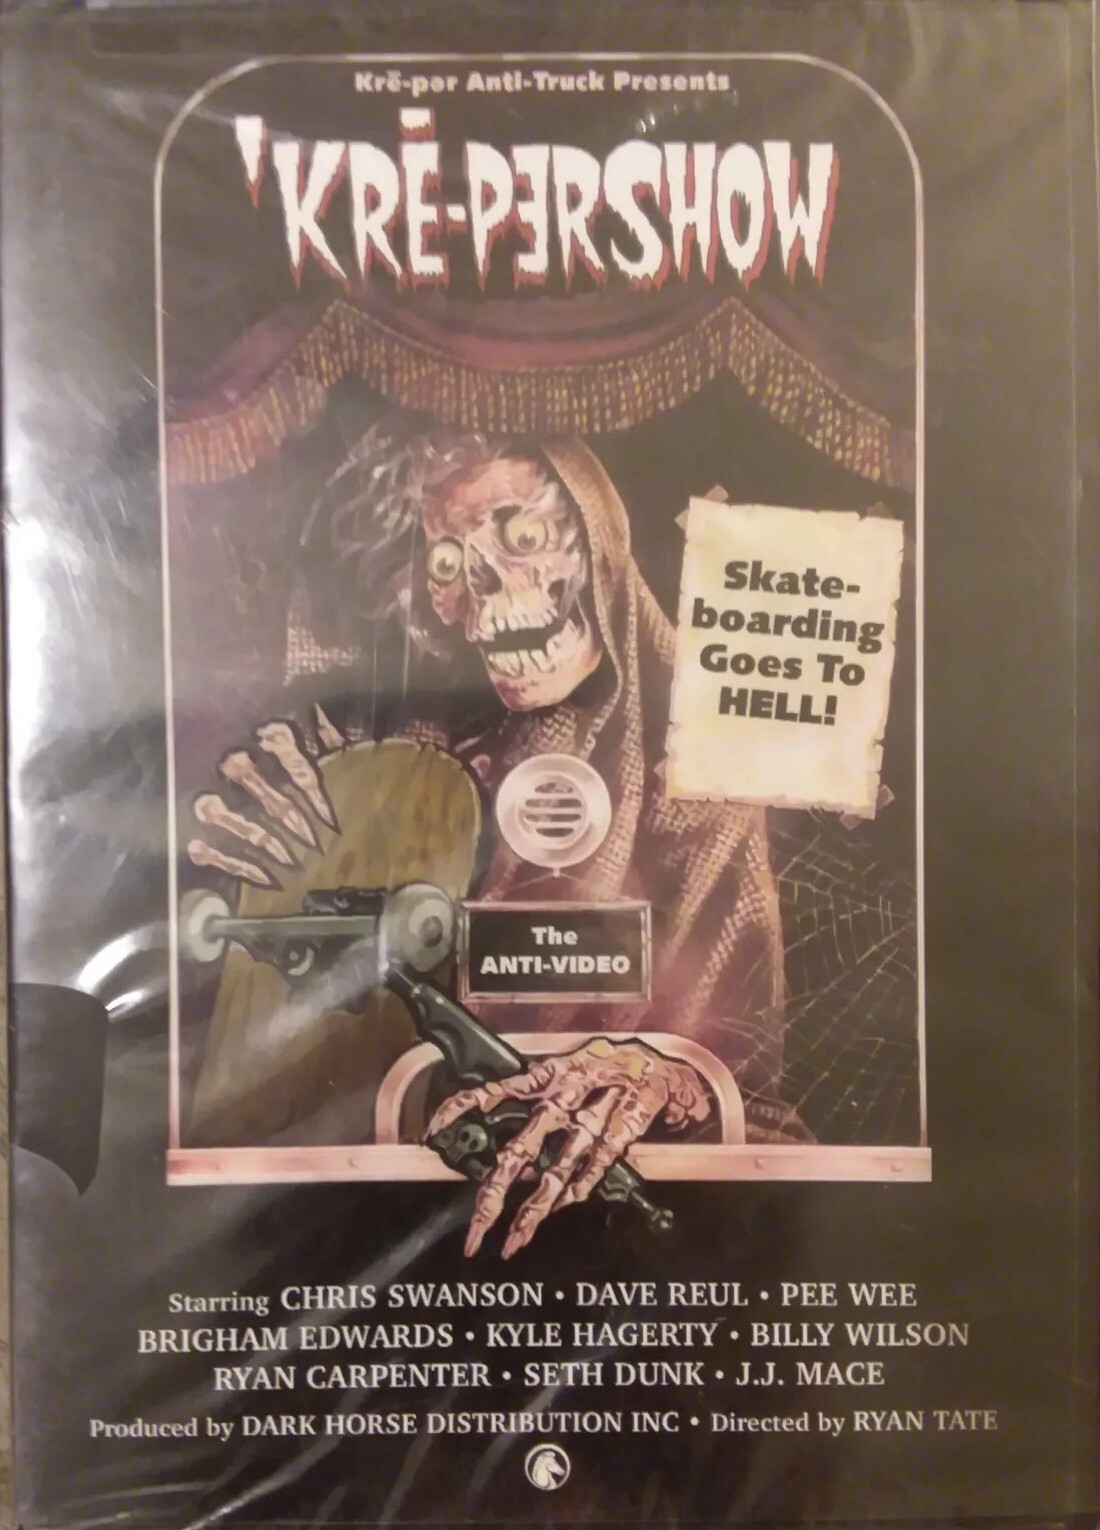 Krē-pər Anti-Truck Presents
'KRĒ-PƎRSHOW
Skate-
boarding
Goes To
HELL!
The
ANTI-VIDEO
Starring CHRIS SWANSON • DAVE REUL • PEE WEE
BRIGHAM EDWARDS • KYLE HAGERTY • BILLY WILSON
RYAN CARPENTER • SETH DUNK • J.J. MACE
Produced by DARK HORSE DISTRIBUTION INC • Directed by RYAN TATE